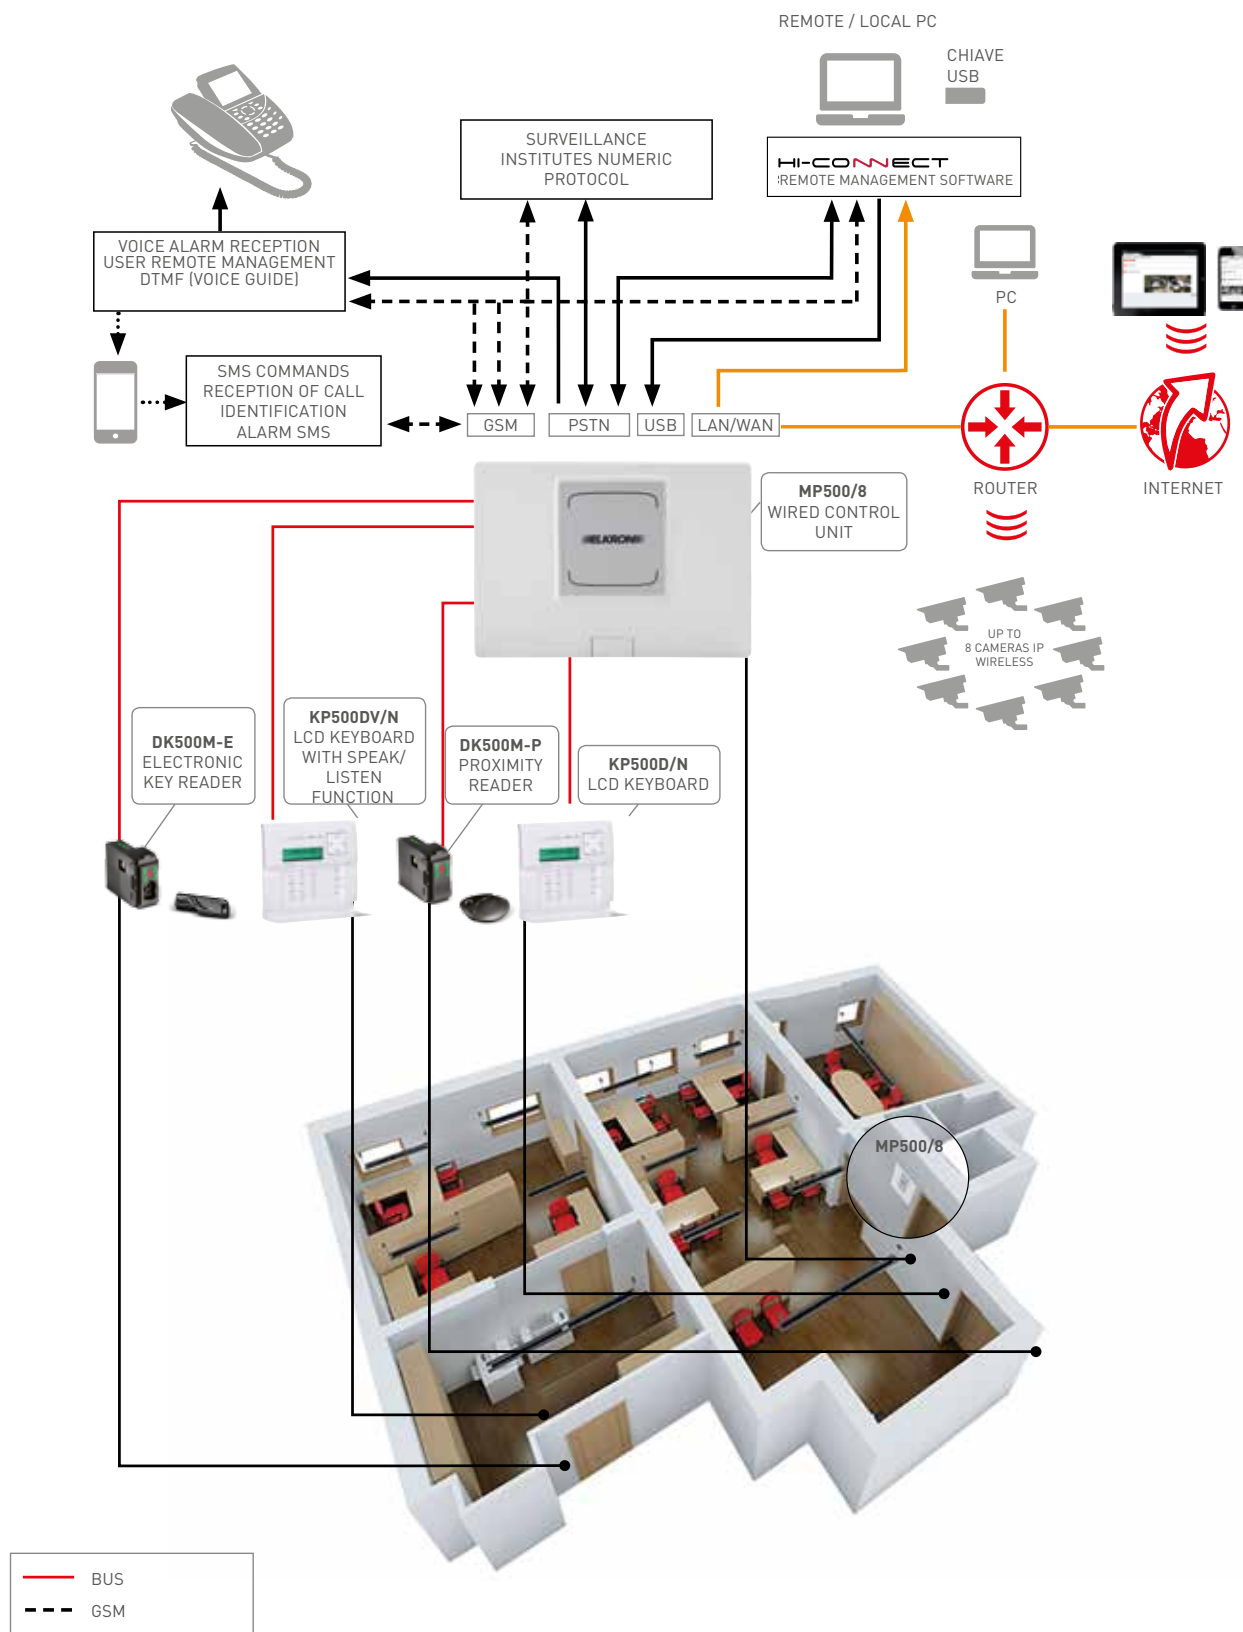 REMOTE / LOCAL PC
CHIAVE
USB
SURVEILLANCE
INSTITUTES NUMERIC
PROTOCOL
HI-CONNECT
REMOTE MANAGEMENT SOFTWARE
VOICE ALARM RECEPTION
USER REMOTE MANAGEMENT
DTMF (VOICE GUIDE)
PC
SMS COMMANDS
RECEPTION OF CALL
IDENTIFICATION
ALARM SMS
GSM
PSTN
USB
LAN/WAN
ROUTER
INTERNET
MP500/8
WIRED CONTROL
UNIT
ELKRON
UP TO
8 CAMERAS IP
WIRELESS
DK500M-E
ELECTRONIC
KEY READER
KP500DV/N
LCD KEYBOARD
WITH SPEAK/
LISTEN
FUNCTION
DK500M-P
PROXIMITY
READER
KP500D/N
LCD KEYBOARD
MP500/8
BUS
GSM